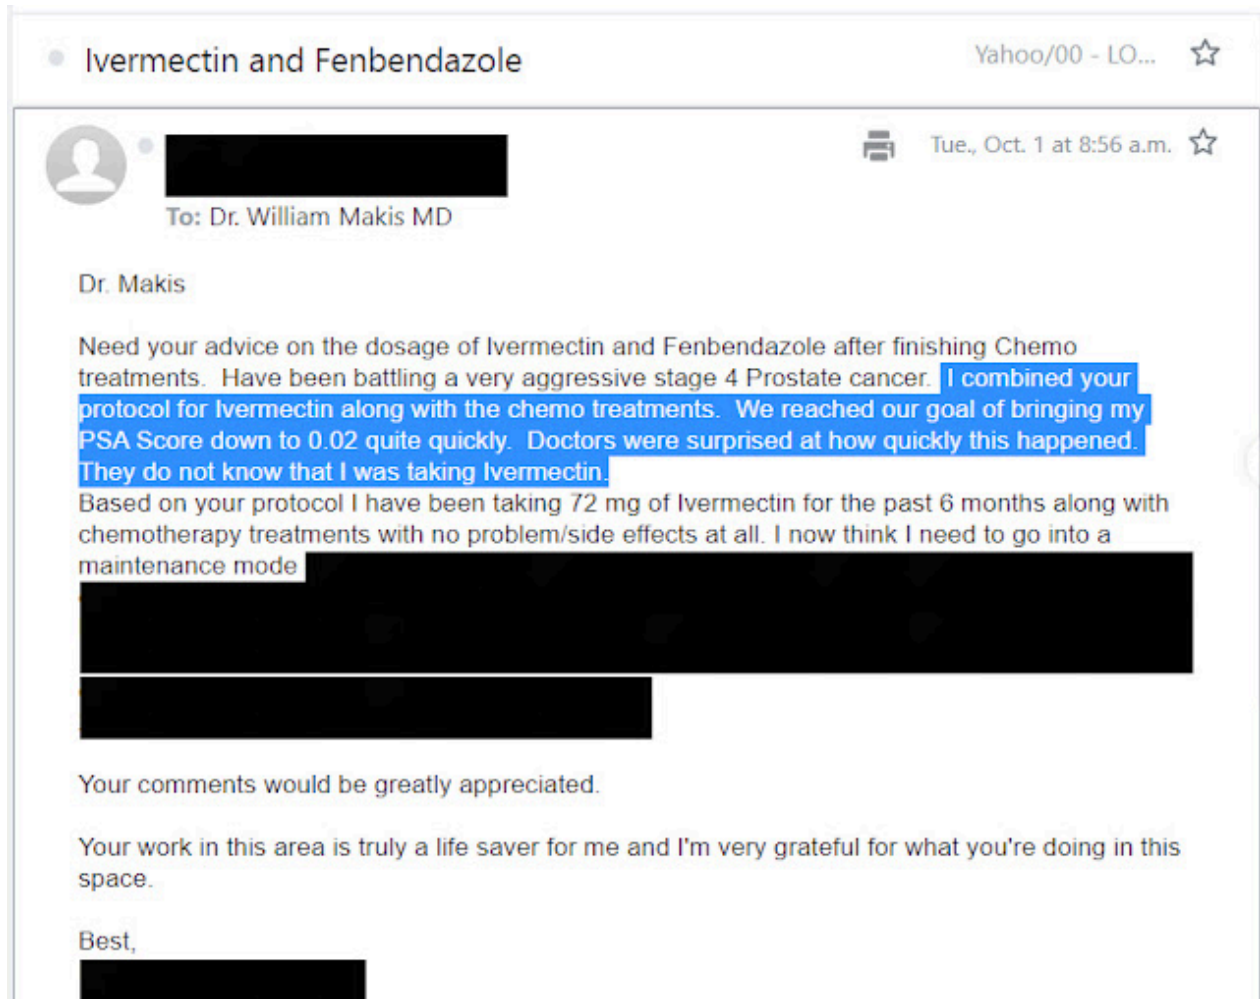 Ivermectin and Fenbendazole
Yahoo/00 - LO...
Tue., Oct. 1 at 8:56 a.m.
To: Dr. William Makis MD
Dr. Makis
Need your advice on the dosage of Ivermectin and Fenbendazole after finishing Chemo
treatments.  Have been battling a very aggressive stage 4 Prostate cancer.  I combined your
protocol for Ivermectin along with the chemo treatments.  We reached our goal of bringing my
PSA Score down to 0.02 quite quickly.  Doctors were surprised at how quickly this happened.
They do not know that I was taking Ivermectin.
Based on your protocol I have been taking 72 mg of Ivermectin for the past 6 months along with
chemotherapy treatments with no problem/side effects at all. I now think I need to go into a
maintenance mode
Your comments would be greatly appreciated.
Your work in this area is truly a life saver for me and I'm very grateful for what you're doing in this
space.
Best,